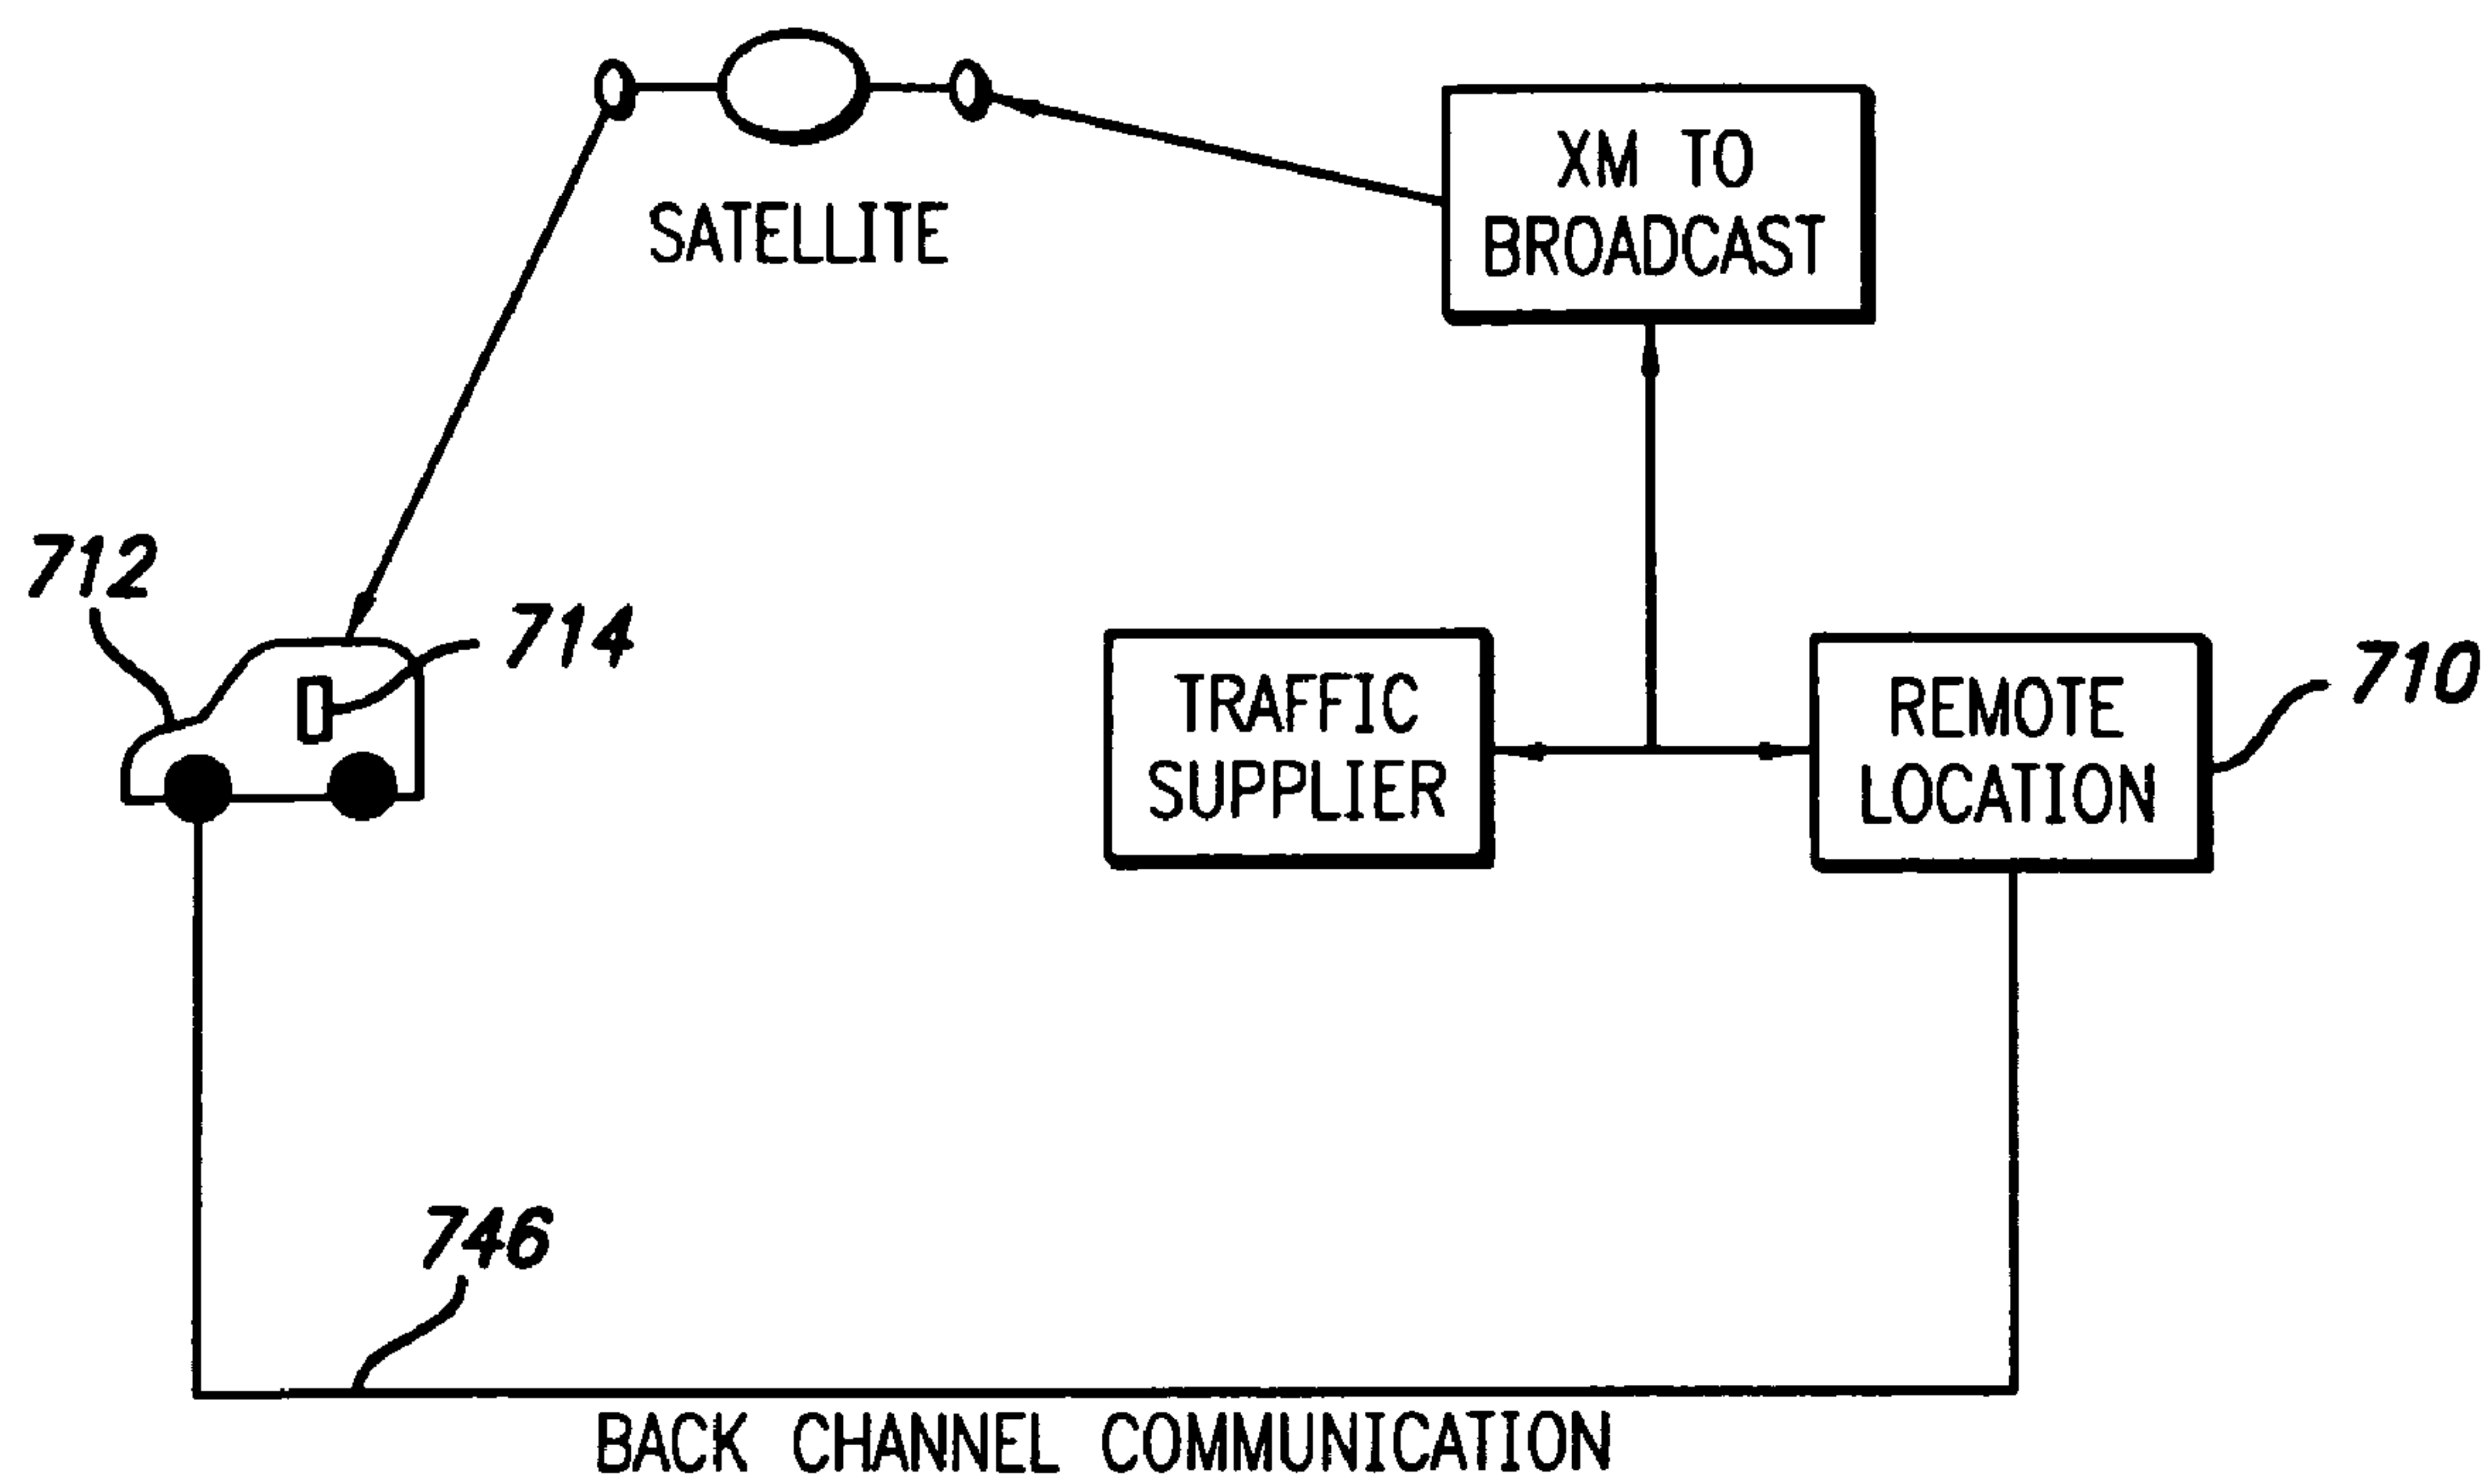 XM TO
BROADCAST
SATELLITE
712
714
TRAFFIC
SUPPLIER
REMOTE
LOCATION
710
746
BACK CHANNEL COMMUNICATION